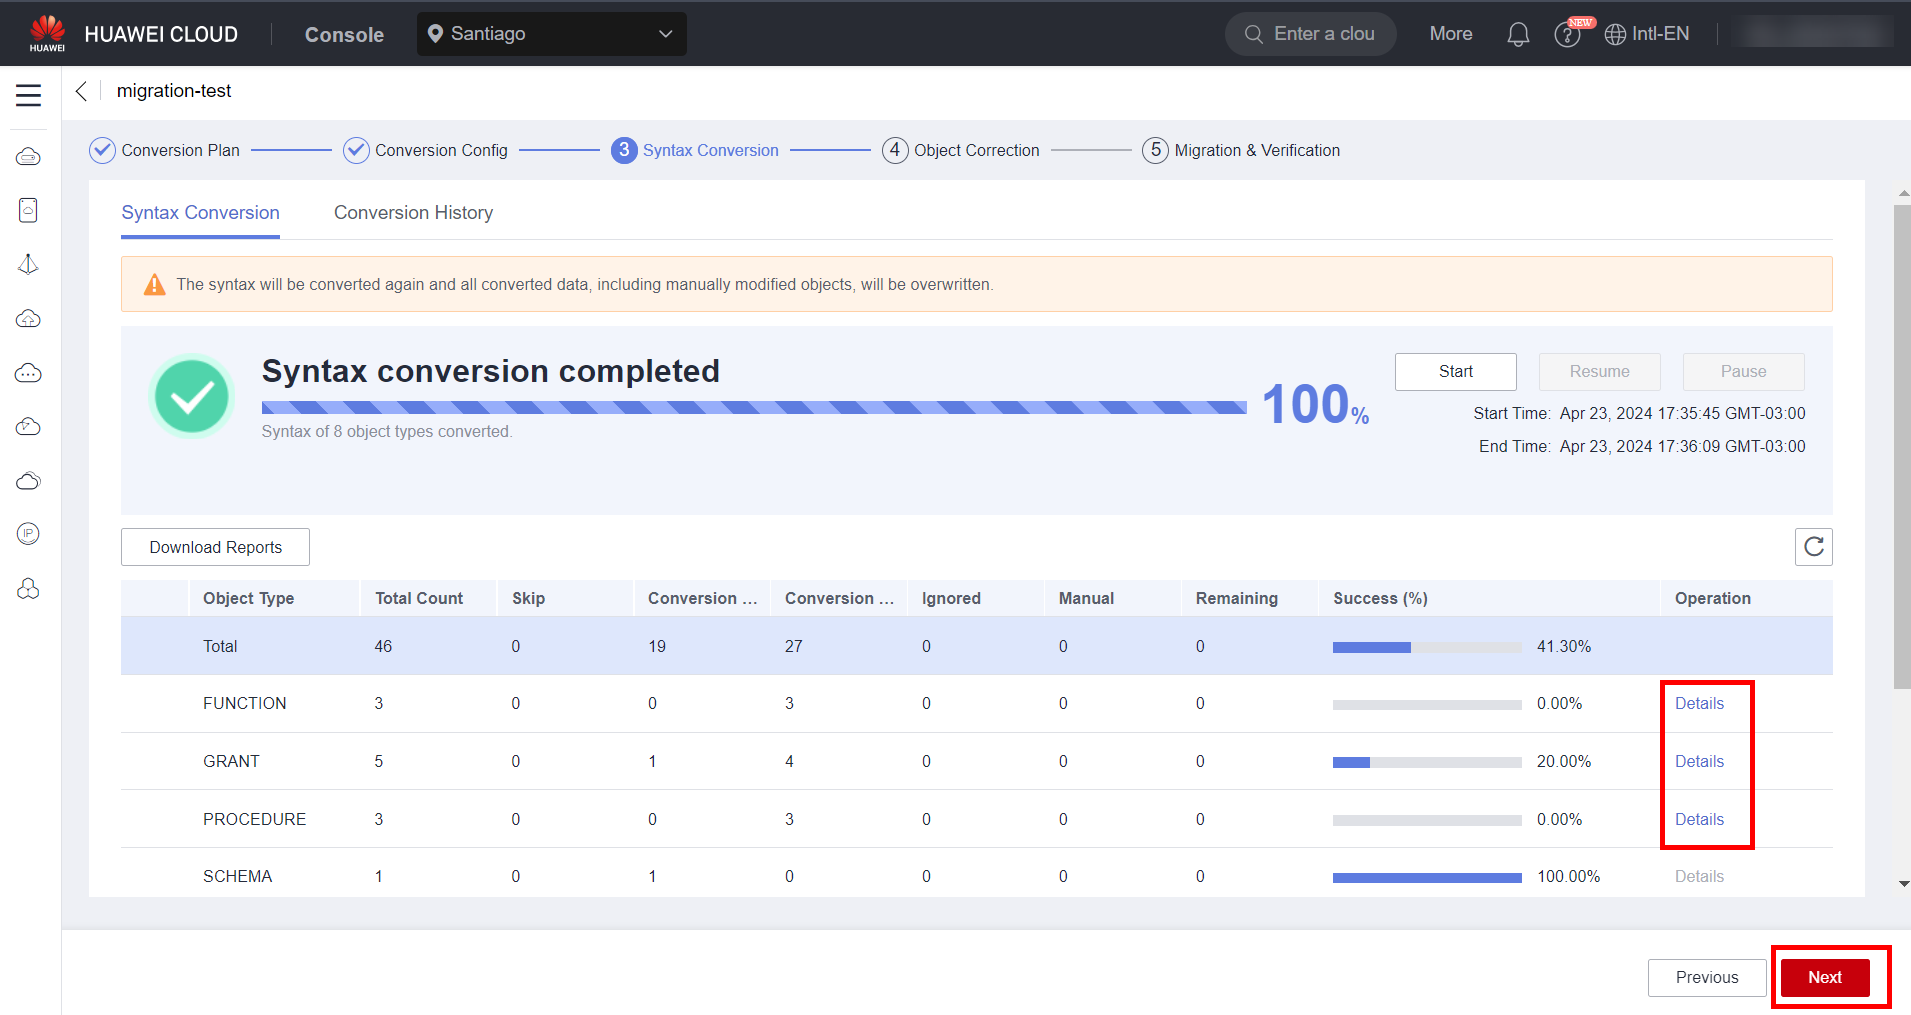 HUAWEI
HUAWEI CLOUD
Console
Santiago
Enter a clou
More
NEW
?
Intl-EN
migration-test
Conversion Plan
Conversion Config
3 Syntax Conversion
4 Object Correction
5 Migration & Verification
Syntax Conversion
Conversion History
The syntax will be converted again and all converted data, including manually modified objects, will be overwritten.
Syntax conversion completed
100%
Syntax of 8 object types converted.
Start
Resume
Pause
Start Time: Apr 23, 2024 17:35:45 GMT-03:00
End Time: Apr 23, 2024 17:36:09 GMT-03:00
IP
Download Reports
Object Type Total Count Skip Conversion ... Conversion ... Ignored Manual Remaining Success (%) Operation
Total 46 0 19 27 0 0 0 41.30%
FUNCTION 3 0 0 3 0 0 0 0.00% Details
GRANT 5 0 1 4 0 0 0 20.00% Details
PROCEDURE 3 0 0 3 0 0 0 0.00% Details
SCHEMA 1 0 1 0 0 0 0 100.00% Details
Previous
Next